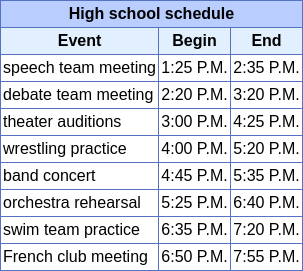 High school schedule
Event Begin End
speech team meeting 1:25 P.M. 2:35 P.M.
debate team meeting 2:20 P.M. 3:20 P.M.
theater auditions 3:00 P.M. 4:25 P.M.
wrestling practice 4:00 P.M. 5:20 P.M.
band concert 4:45 P.M. 5:35 P.M.
orchestra rehearsal 5:25 P.M. 6:40 P.M.
swim team practice 6:35 P.M. 7:20 P.M.
French club meeting 6:50 P.M. 7:55 P.M.